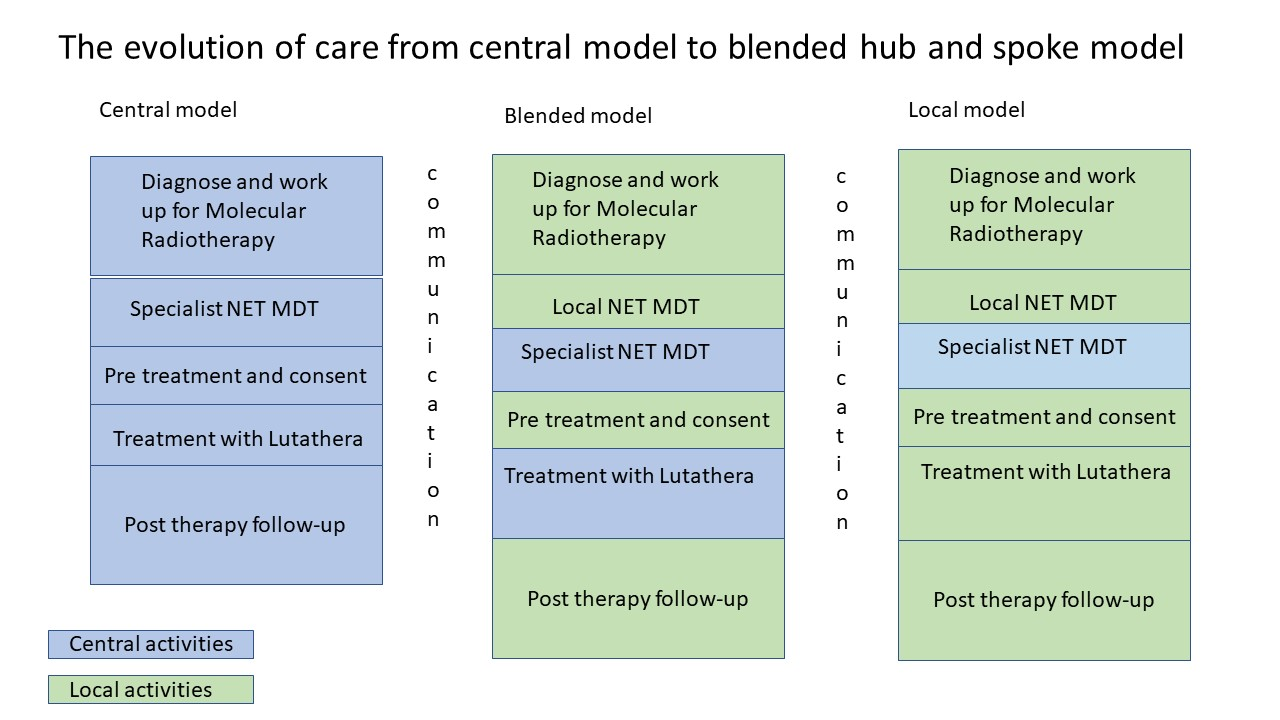 The evolution of care from central model to blended hub and spoke model
Central model
Diagnose and work
up for Molecular
Radiotherapy
Specialist NET MDT
Pre treatment and consent
Treatment with Lutathera
Post therapy follow-up
communication
Blended model
Diagnose and work
up for Molecular
Radiotherapy
Local NET MDT
Specialist NET MDT
Pre treatment and consent
Treatment with Lutathera
Post therapy follow-up
communication
Local model
Diagnose and work
up for Molecular
Radiotherapy
Local NET MDT
Specialist NET MDT
Pre treatment and consent
Treatment with Lutathera
Post therapy follow-up
Central activities
Local activities